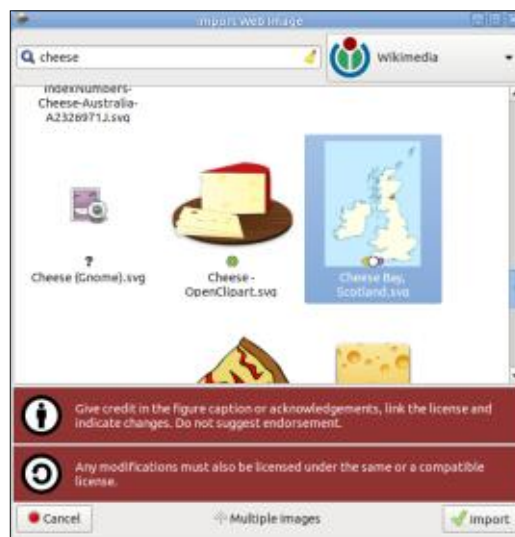 Import Web Image
cheese
Wikimedia
IndexNumbers-
Cheese-Australia-
A2326971J.svg
?
Cheese (Gnome).svg
Cheese -
OpenClipart.svg
Cheese Bay,
Scotland.svg
Give credit in the figure caption or acknowledgements, link the license and
indicate changes. Do not suggest endorsement.
Any modifications must also be licensed under the same or a compatible
license.
Cancel
Multiple Images
Import